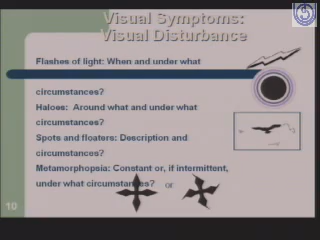 Visual Symptoms:
Visual Disturbance
Flashes of light: When and under what
circumstances?
Haloes: Around what and under what
circumstances?
Spots and floaters: Description and
circumstances?
Metamorphopsia: Constant or, if intermittent,
under what circumstances?
or
10